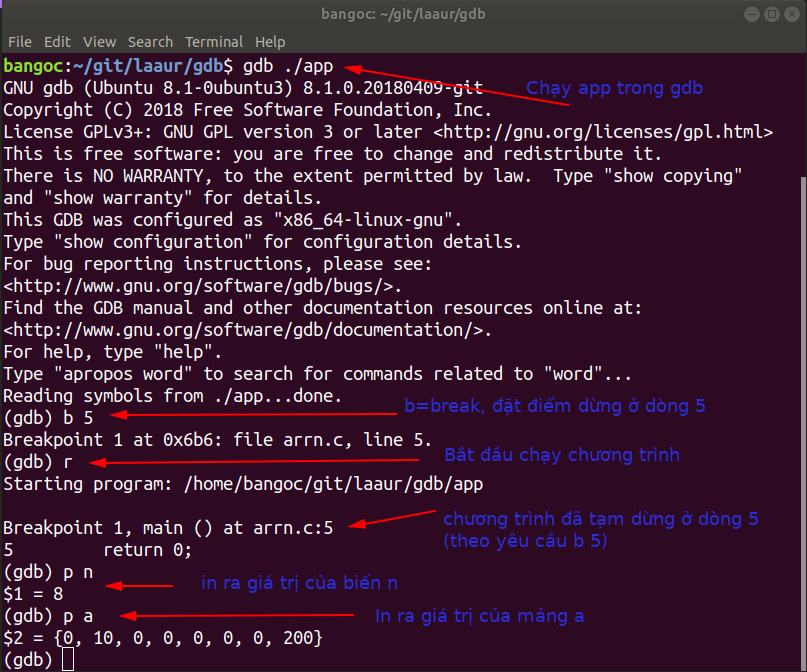 bangoc: ~/git/laaur/gdb
File Edit View Search Terminal Help
bangoc:~/git/laaur/gdb$ gdb ./app
Chạy app trong gdb
GNU gdb (Ubuntu 8.1-0ubuntu3) 8.1.0.20180409-git
Copyright (C) 2018 Free Software Foundation, Inc.
License GPLv3+: GNU GPL version 3 or later <http://gnu.org/licenses/gpl.html>
This is free software: you are free to change and redistribute it.
There is NO WARRANTY, to the extent permitted by law.  Type "show copying"
and "show warranty" for details.
This GDB was configured as "x86_64-linux-gnu".
Type "show configuration" for configuration details.
For bug reporting instructions, please see:
<http://www.gnu.org/software/gdb/bugs/>.
Find the GDB manual and other documentation resources online at:
<http://www.gnu.org/software/gdb/documentation/>.
For help, type "help".
Type "apropos word" to search for commands related to "word"...
Reading symbols from ./app...done.
(gdb) b 5
b=break, đặt điểm dừng ở dòng 5
Breakpoint 1 at 0x6b6: file arrn.c, line 5.
(gdb) r
Bắt đầu chạy chương trình
Starting program: /home/bangoc/git/laaur/gdb/app
Breakpoint 1, main () at arrn.c:5
chương trình đã tạm dừng ở dòng 5
(theo yêu cầu b 5)
5         return 0;
(gdb) p n
in ra giá trị của biến n
$1 = 8
(gdb) p a
In ra giá trị của mảng a
$2 = {0, 10, 0, 0, 0, 0, 0, 200}
(gdb)